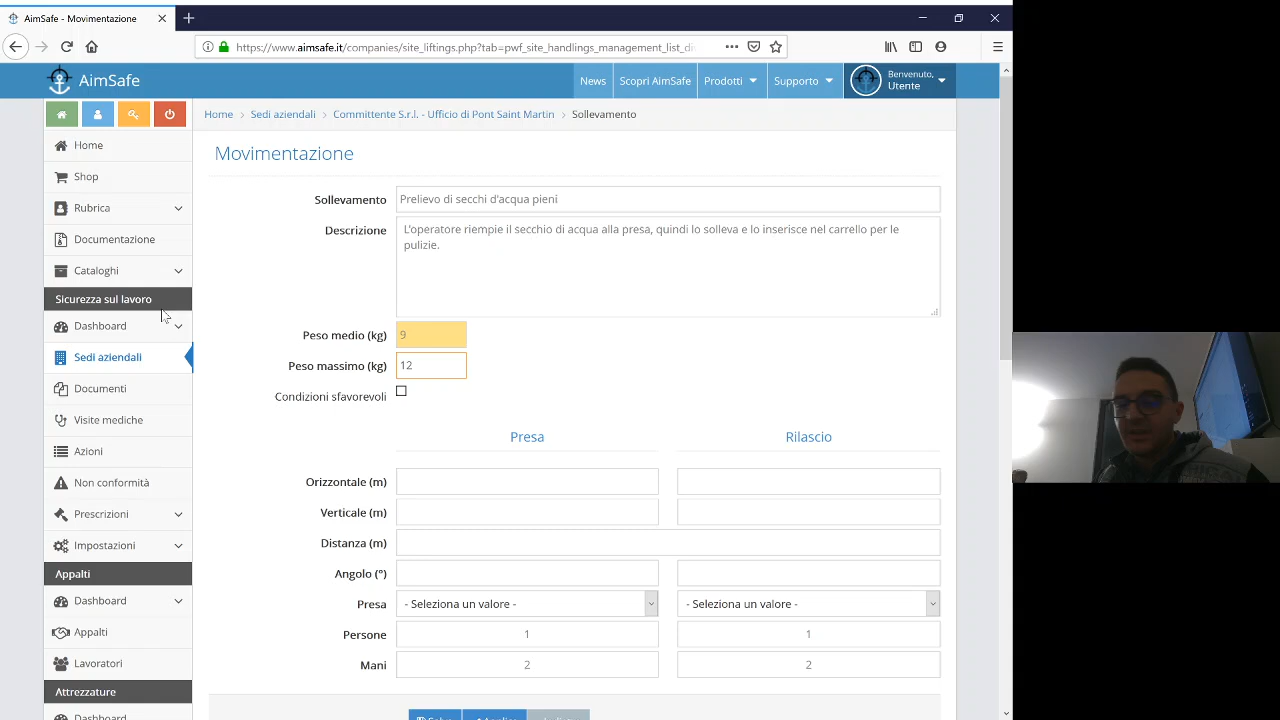 AimSafe - Movimentazione
https://www.aimsafe.it/companies/site_liftings.php?tab=pwf_site_handlings_management_list_di
AimSafe
News
Scopri AimSafe
Prodotti
Supporto
Benvenuto,
Utente
Home
Sedi aziendali
Committente S.r.l. - Ufficio di Pont Saint Martin
Sollevamento
Home
Shop
Rubrica
Documentazione
Cataloghi
Sicurezza sul lavoro
Dashboard
Sedi aziendali
Documenti
Visite mediche
Azioni
Non conformità
Prescrizioni
Impostazioni
Appalti
Dashboard
Appalti
Lavoratori
Attrezzature
Dashboard
Movimentazione
Sollevamento Prelievo di secchi d'acqua pieni
Descrizione L'operatore riempie il secchio di acqua alla presa, quindi lo solleva e lo inserisce nel carrello per le
pulizie.
Peso medio (kg) 9
Peso massimo (kg) 12
Condizioni sfavorevoli
Presa Rilascio
Orizzontale (m)
Verticale (m)
Distanza (m)
Angolo (°)
Presa - Seleziona un valore - - Seleziona un valore -
Persone 1 1
Mani 2 2